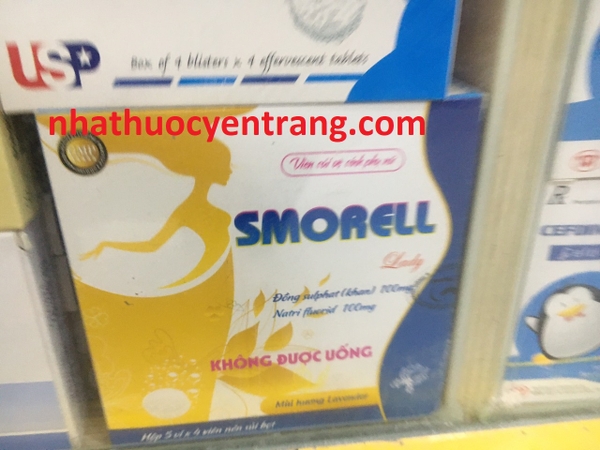 USP
Box of 4 blisters x 4 effervescent tablets
nhathuocyentrang.com
GMP
Viên sủi vệ sinh phụ nữ
SMORELL
Lady
Đồng sulphat (khan) 100mg
Natri fluorid 100mg
KHÔNG ĐƯỢC UỐNG
Mùi hương Lavender
Hộp 5 vỉ x 4 viên nén sủi bọt